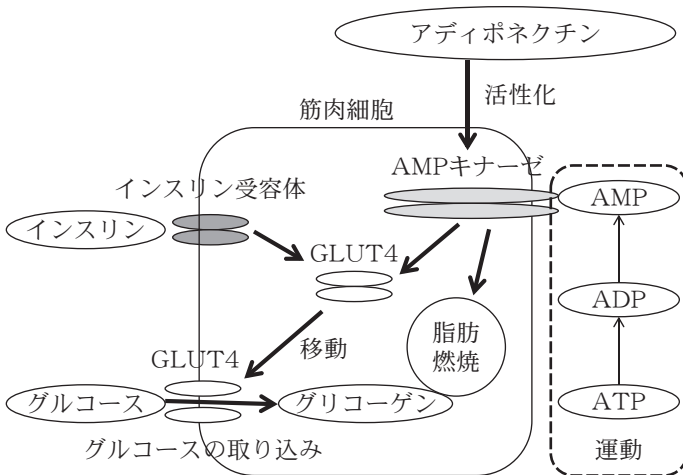 アディポネクチン
活性化
筋肉細胞
AMPキナーゼ
インスリン受容体
AMP
インスリン
GLUT4
ADP
脂肪
燃焼
移動
GLUT4
グルコース
グリコーゲン
ATP
グルコースの取り込み
運動